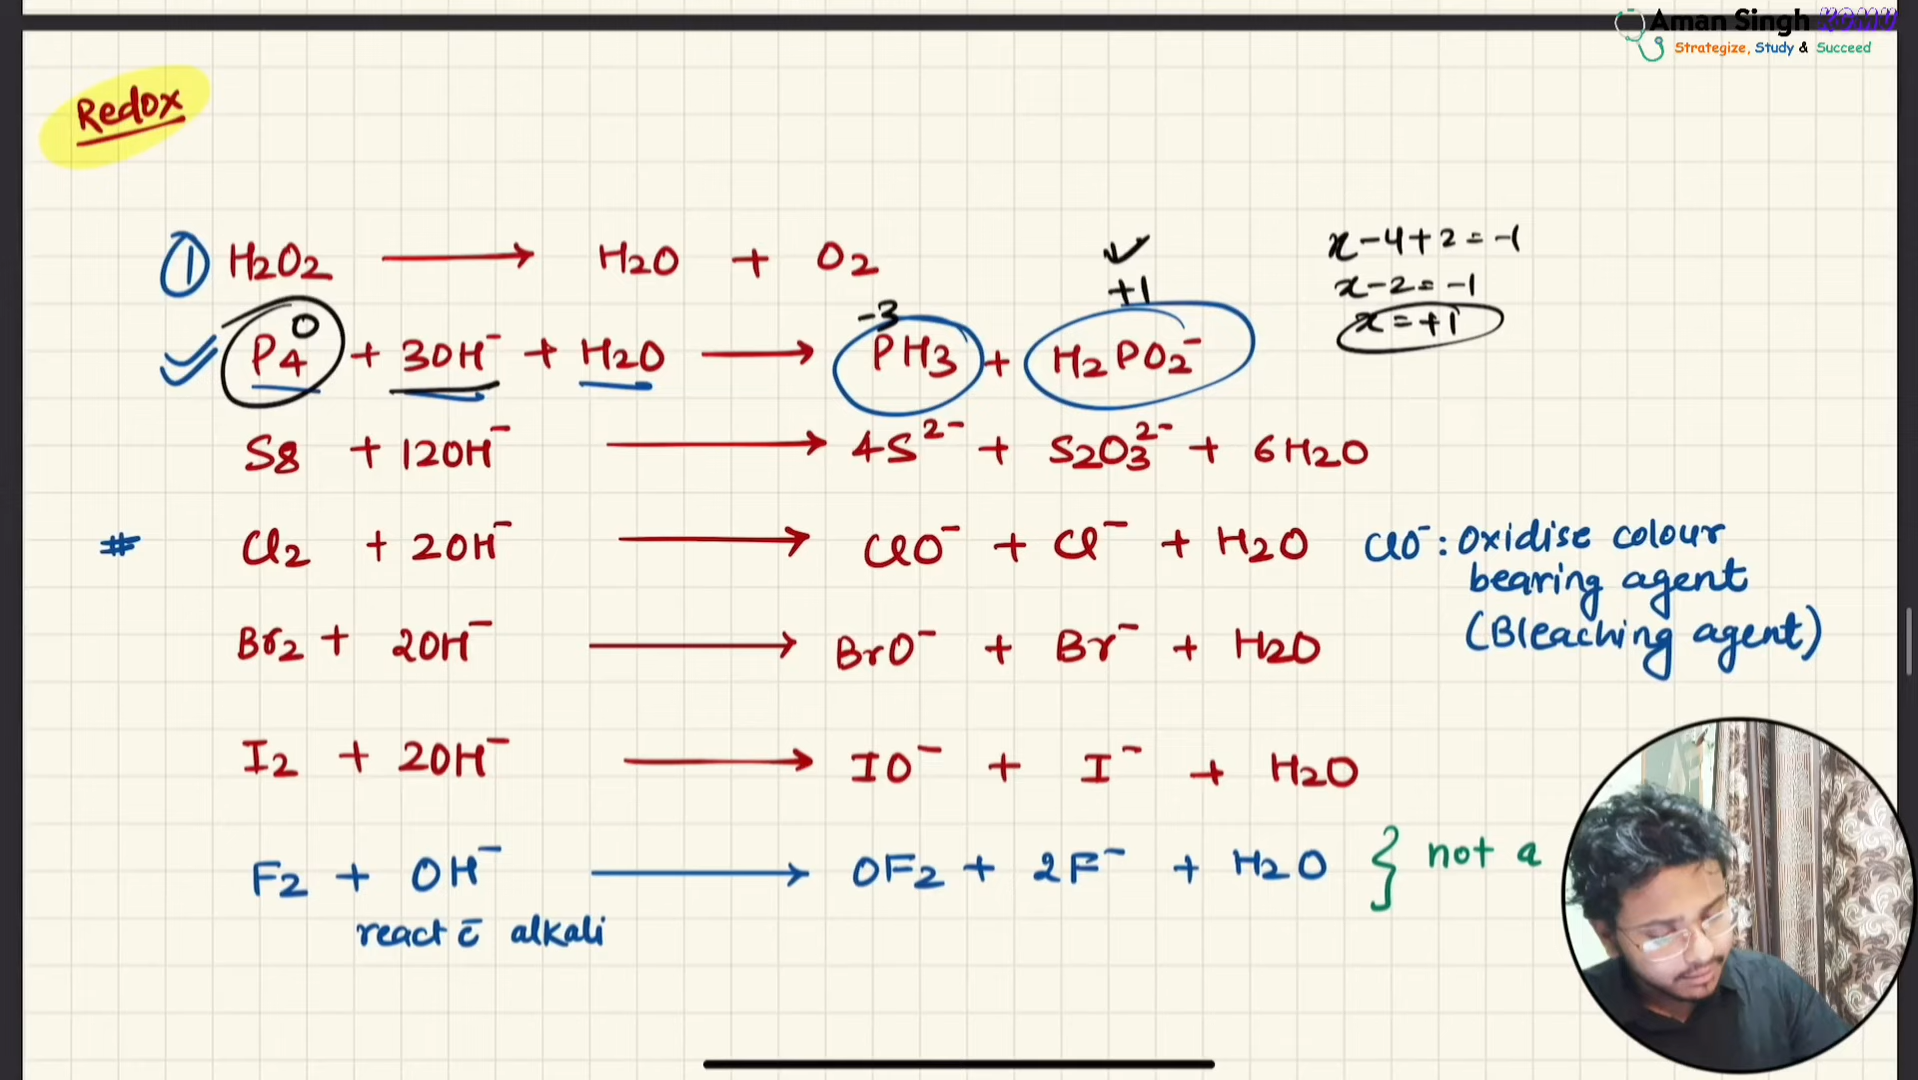 Aman Singh KGMU
Strategize, Study & Succeed
Redox
① H2O2 ⟶ H2O + O2
x-4+2=-1
x-2=-1
x=+1
0 -3 +1
P4 + 3OH⁻ + H2O ⟶ PH3 + H2PO2⁻
S8 + 12OH⁻ ⟶ 4S²⁻ + S2O3²⁻ + 6H2O
# Cl2 + 2OH⁻ ⟶ ClO⁻ + Cl⁻ + H2O ClO⁻ : Oxidise colour
bearing agent
(Bleaching agent)
Br2 + 2OH⁻ ⟶ BrO⁻ + Br⁻ + H2O
I2 + 2OH⁻ ⟶ IO⁻ + I⁻ + H2O
F2 + OH⁻ ⟶ OF2 + 2F⁻ + H2O } not a
react c̄ alkali